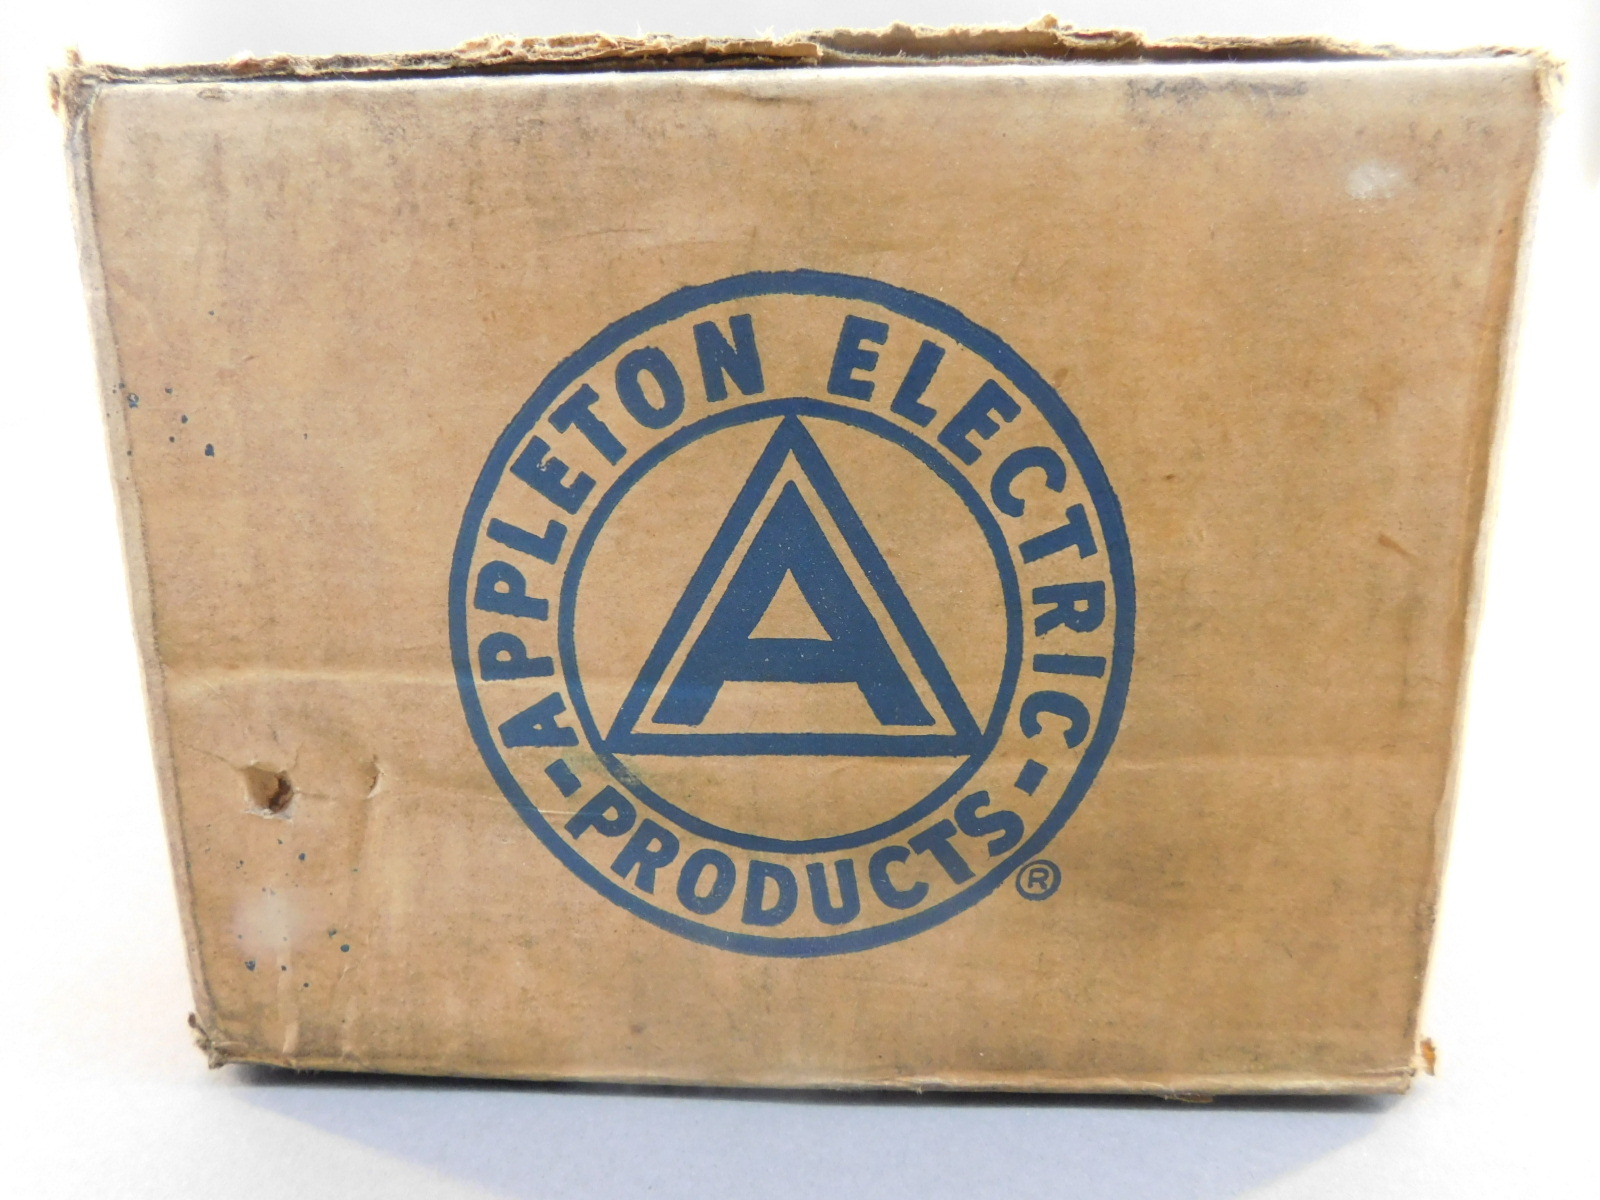 APPLETON ELECTRIC
-PRODUCTS-
A
®